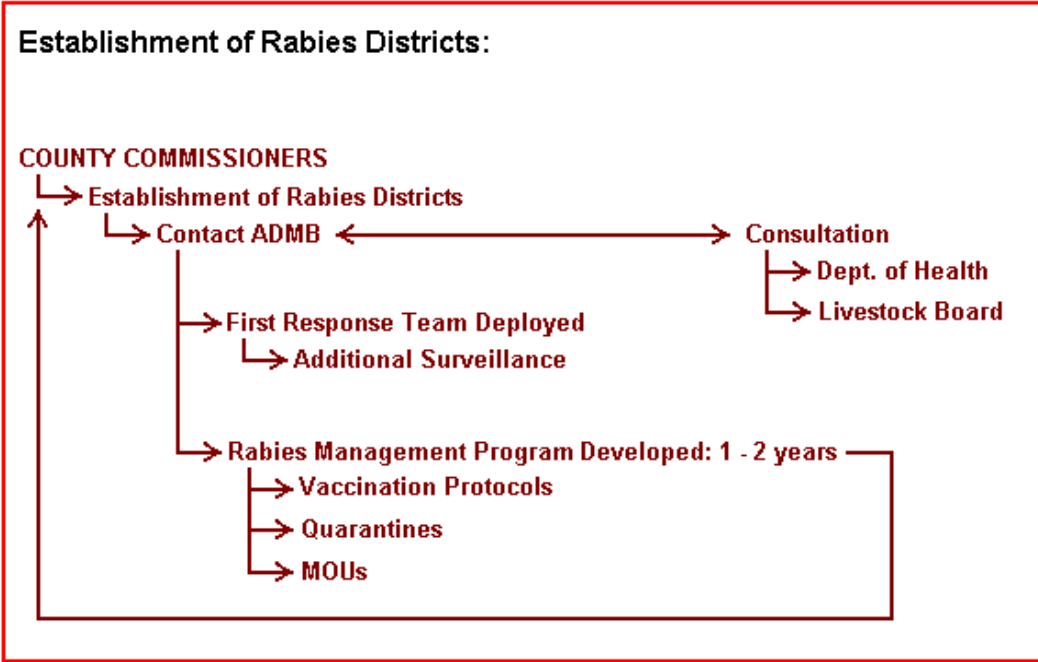 Establishment of Rabies Districts:
COUNTY COMMISSIONERS
Establishment of Rabies Districts
Contact ADMB
Consultation
Dept. of Health
Livestock Board
First Response Team Deployed
Additional Surveillance
Rabies Management Program Developed: 1 - 2 years
Vaccination Protocols
Quarantines
MOUs